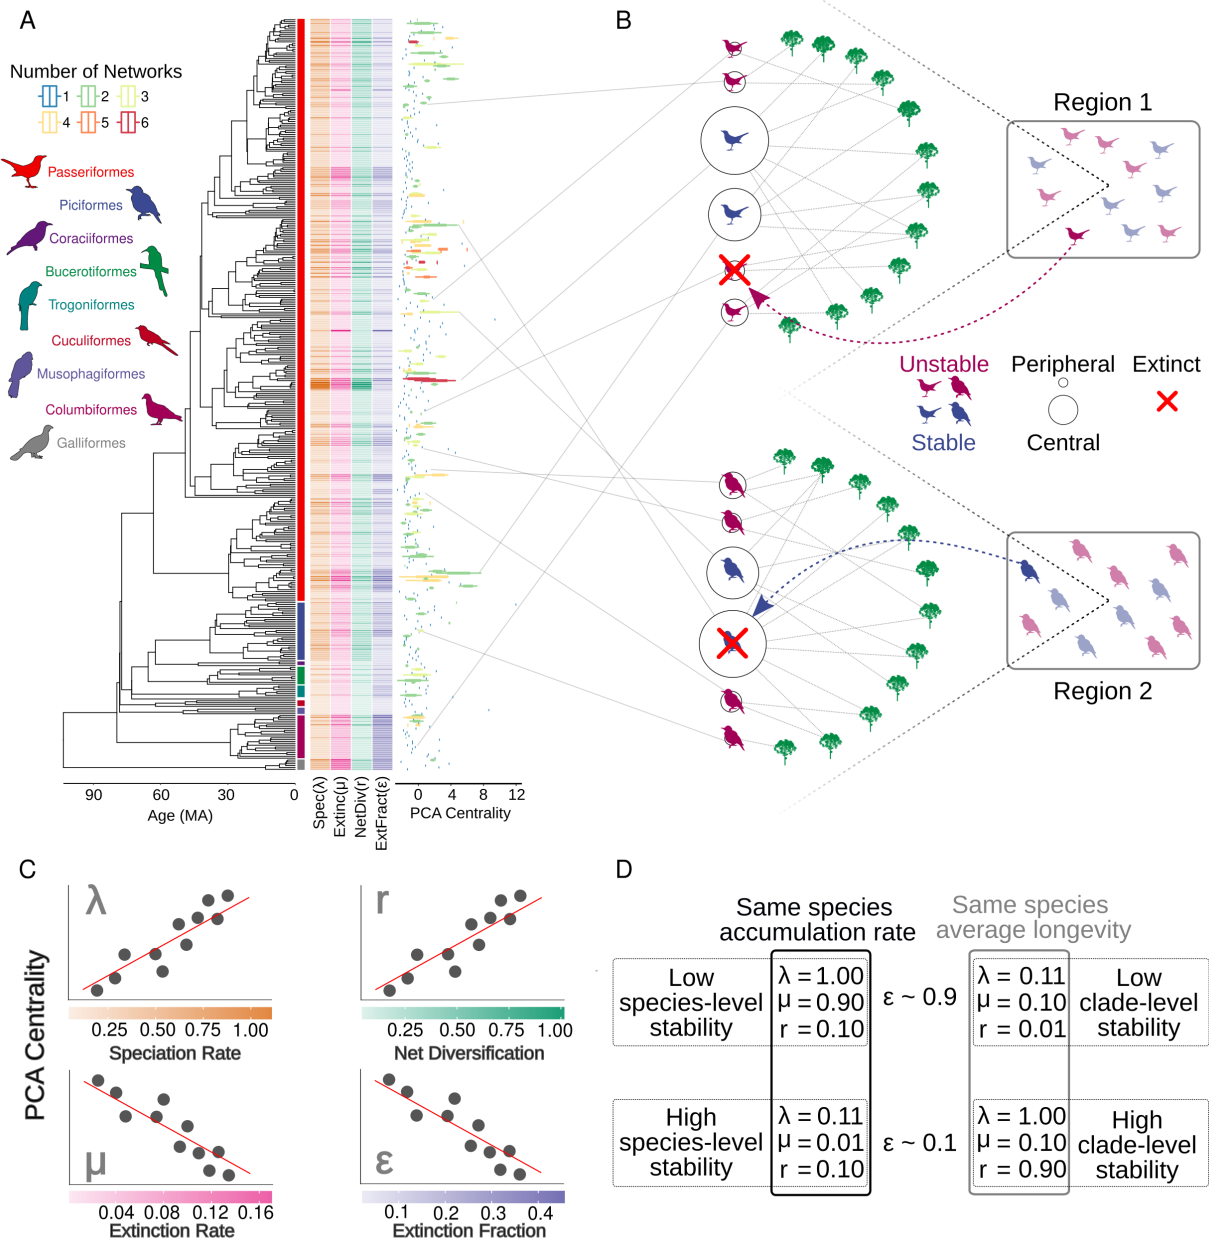 A
Number of Networks
1 2 3
4 5 6
Passeriformes
Piciformes
Coraciiformes
Bucerotiformes
Trogoniformes
Cuculiformes
Musophagiformes
Columbiformes
Galliformes
90 60 30 0
Age (MA)
Spec(λ)
Extinc(μ)
NetDiv(r)
ExtFract(ε)
0 4 8 12
PCA Centrality
B
Region 1
Unstable
Stable
Peripheral
Central
Extinct
Region 2
C
PCA Centrality
λ
0.25 0.50 0.75 1.00
Speciation Rate
r
0.25 0.50 0.75 1.00
Net Diversification
μ
0.04 0.08 0.12 0.16
Extinction Rate
ε
0.1 0.2 0.3 0.4
Extinction Fraction
D
Same species
accumulation rate
Same species
average longevity
Low
species-level
stability
λ = 1.00
μ = 0.90
r = 0.10
ε ~ 0.9
λ = 0.11
μ = 0.10
r = 0.01
Low
clade-level
stability
High
species-level
stability
λ = 0.11
μ = 0.01
r = 0.10
ε ~ 0.1
λ = 1.00
μ = 0.10
r = 0.90
High
clade-level
stability